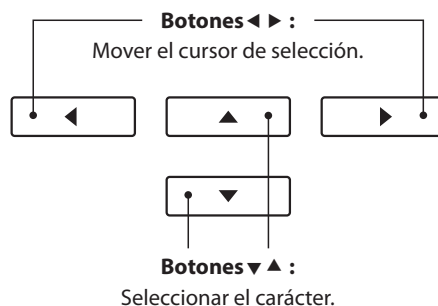 Botones ◀ ▶ :
Mover el cursor de selección.
◀ ▲ ▶
▼
Botones ▼ ▲ :
Seleccionar el carácter.